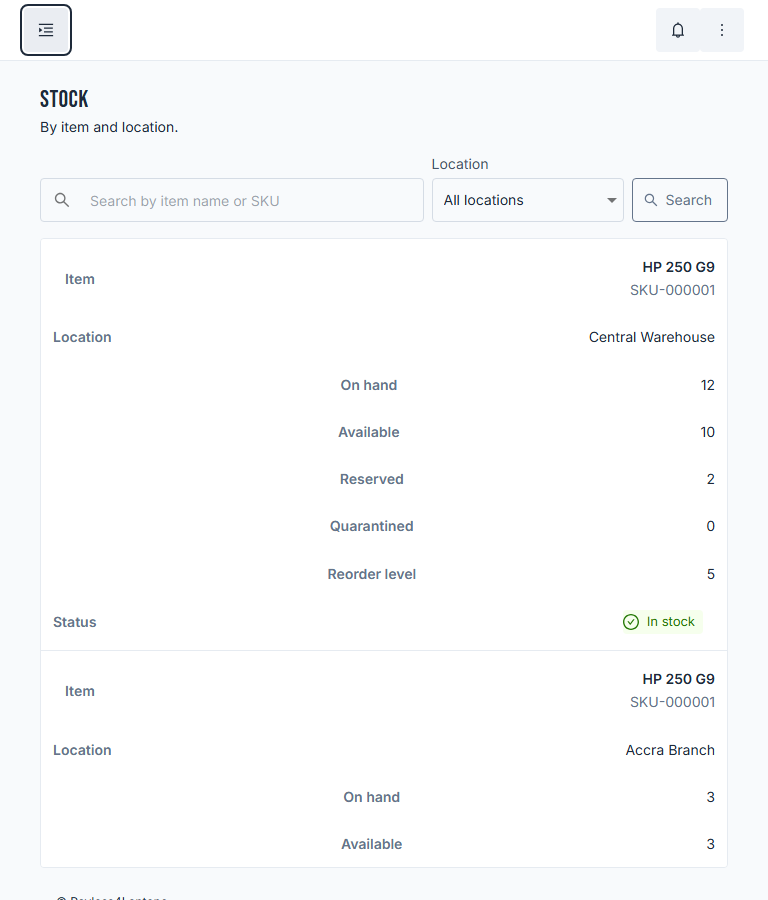 STOCK
By item and location.
Location
Search by item name or SKU
All locations
Search
Item
HP 250 G9
SKU-000001
Location
Central Warehouse
On hand
12
Available
10
Reserved
2
Quarantined
0
Reorder level
5
Status
In stock
Item
HP 250 G9
SKU-000001
Location
Accra Branch
On hand
3
Available
3